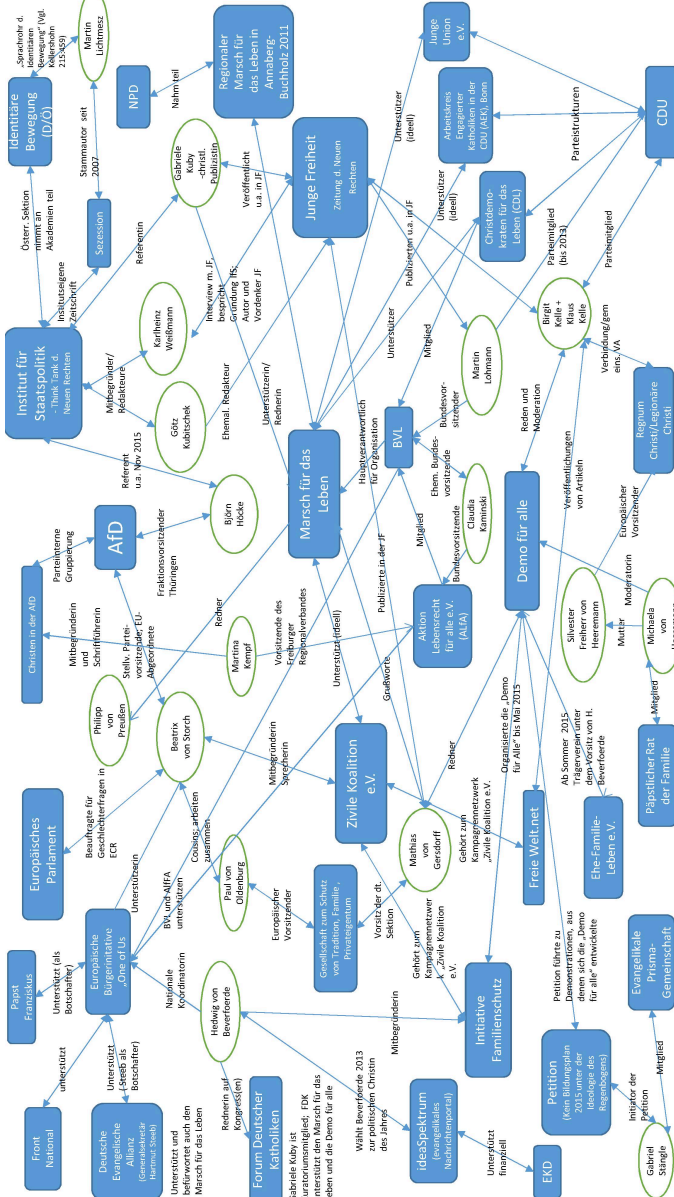 „Sprachrohr d.
Identitären
Bewegung“ (Vgl.
Kellershohn
215:459)
Martin
Lichtmesz
Identitäre
Bewegung
(D/Ö)
NPD
Nahm teil
Regionaler
Marsch für
das Leben in
Annaberg-
Buchholz 2011
Junge
Union
e.V.
Stammautor seit
2007
Österr. Sektion
nimmt an
Akademien teil
Sezession
Institutseigene
Zeitschrift
Gabriele
Kuby
-christl.
Publizistin
Referentin
Veröffentlicht
u.a. in JF
Junge Freiheit
Zeitung d. Neuen
Rechten
Unterstützer
(ideell)
Arbeitskreis
Engagierter
Katholiken in der
CDU (AEK), Bonn
Parteistrukturen
CDU
Unterstützer
(ideell)
Christdemo-
kraten für das
Leben (CDL)
Publizierten u.a. in JF
Parteimitglied
(bis 2013)
Parteimitglied
Institut für
Staatspolitik
- Think Tank d.
Neuen Rechten
Mitbegründer/
Redakteure
Karlheinz
Weißmann
Interview m. JF,
bespricht
Gründung IfS;
Autor und
Vordenker JF
Götz
Kubitschek
Ehemal. Redakteur
Unterstützerin/
Rednerin
Unterstützer
Mitglied
Martin
Lohmann
Birgit
Kelle +
Klaus
Kelle
Verbindung/gem
eins. VA
Referent
u.a. Nov 2015
Marsch für das
Leben
Hauptverantwortlich
für Organisation
BVL
Bundesvor-
sitzender
Ehem. Bundes-
vorsitzende
Reden und
Moderation
Veröffentlichungen
von Artikeln
Regnum
Christi/Legionäre
Christi
Christen in der AfD
Parteiinterne
Gruppierung
AfD
Björn
Höcke
Fraktionsvorsitzender
Thüringen
Mitglied
Claudia
Kaminski
Bundesvorsitzende
Demo für alle
Europäischer
Vorsitzender
Mitbegründerin
und
Schriftführerin
Stellv. Partei-
vorsitzende, EU-
Abgeordnete
Redner
Martina
Kempf
Vorsitzende des
Freiburger
Regionalverbandes
Unterstützt (ideell)
Publizierte in der JF
Grußworte
Aktion
Lebensrecht
für alle e.V.
(ALfA)
Silvester
Freiherr von
Heeremann
Moderatorin
Mutter
Michaela
von
Philipp
von
Preußen
Beatrix
von Storch
Mitbegründerin
Sprecherin
Zivile Koalition
e.V.
Redner
Organisierte die „Demo
für Alle“ bis Mai 2015
Ab Sommer 2015
Trägerverein unter
dem Vorsitz von H.
Beverfoerde
Mitglied
Päpstlicher Rat
der Familie
Europäisches
Parlament
Beauftragte für
Geschlechterfragen in
ECR
Cousins; arbeiten
zusammen
Paul von
Oldenburg
Mathias
von
Gersdorff
Gehört zum
Kampagnennetzwerk
„Zivile Koalition e.V.
Freie Welt.net
Ehe-Familie-
Leben e.V.
Unterstützerin
BVL und AlfFA
unterstützen
Europäischer
Vorsitzender
Gesellschaft zum Schutz
von Tradition, Familie,
Privateigentum
Vorsitz der dt.
Sektion
Gehört zum
Kampagnennetzwer
k „Zivile Koalition
e.V.
Petition führte zu
Demonstrationen, aus
denen sich die „Demo
für alle“ entwickelte
Evangelikale
Prisma-
Gemeinschaft
Papst
Franziskus
Unterstützt (als
Botschafter)
Europäische
Bürgerinitative
„One of Us“
Nationale
Koordinatorin
Hedwig von
Beverfoerde
Mitbegründerin
Initiative
Familienschutz
Petition
(Kein Bildungsplan
2015 unter der
Ideologie des
Regenbogens)
Mitglied
Initiator der
Petition
Gabriel
Stängle
Front
National
unterstützt
Unterstützt
( Steeb als
Botschafter)
Deutsche
Evangelische
Allianz
(Generalsekretär
Hartmut Steeb)
Unterstützt und
befürwortet auch den
Marsch für das Leben
Rednerin auf
Kongress(en)
Forum Deutscher
Katholiken
Gabriele Kuby ist
uratoriumsmitglied; FDK
nterstützt den Marsch für das
eben und die Demo für alle
Wählt Beverfoerde 2013
zur politischen Christin
des Jahres
ideaSpektrum
(evangelikales
Nachrichtenportal)
Unterstützt
finanziell
EKD